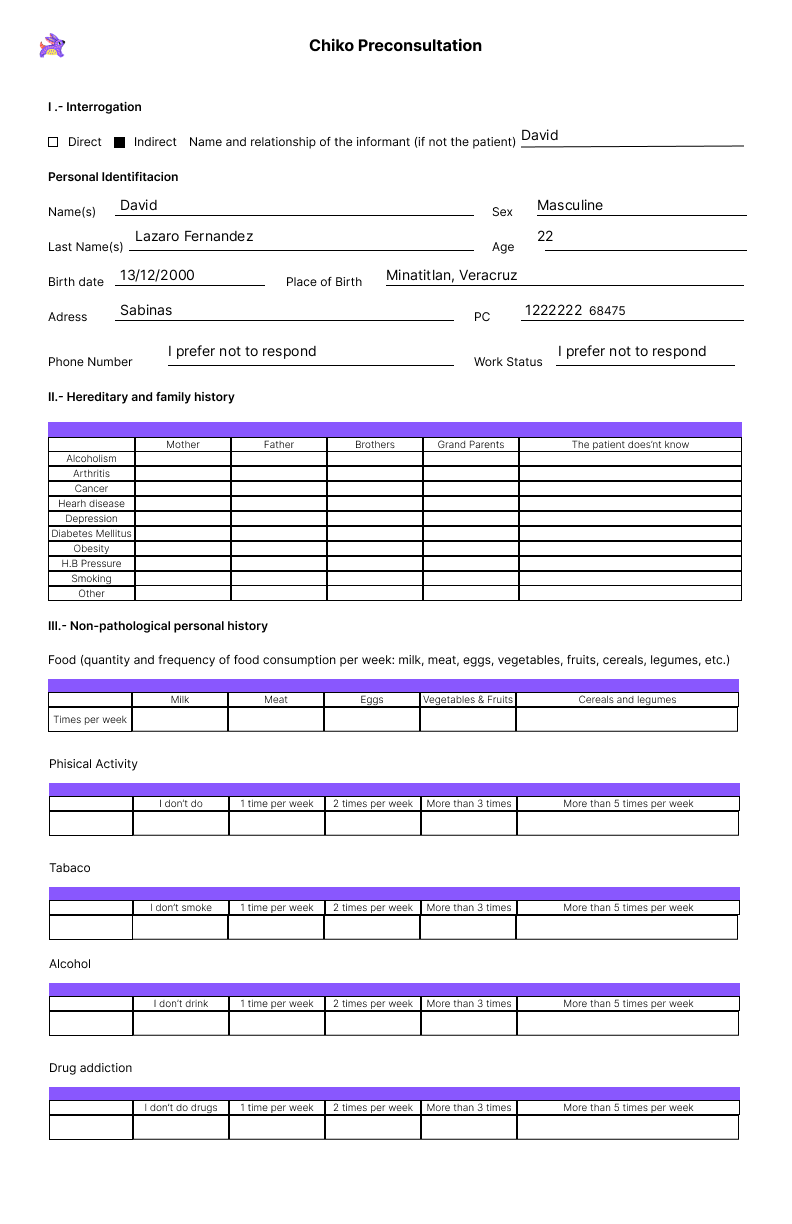 Chiko Preconsultation
I .- Interrogation
Direct Indirect Name and relationship of the informant (if not the patient) David
Personal Identifitacion
Name(s) David Sex Masculine
Last Name(s) Lazaro Fernandez Age 22
Birth date 13/12/2000 Place of Birth Minatitlan, Veracruz
Adress Sabinas PC 1222222 68475
Phone Number I prefer not to respond Work Status I prefer not to respond
II.- Hereditary and family history
Mother Father Brothers Grand Parents The patient does'nt know
Alcoholism
Arthritis
Cancer
Hearh disease
Depression
Diabetes Mellitus
Obesity
H.B Pressure
Smoking
Other
III.- Non-pathological personal history
Food (quantity and frequency of food consumption per week: milk, meat, eggs, vegetables, fruits, cereals, legumes, etc.)
Milk Meat Eggs Vegetables & Fruits Cereals and legumes
Times per week
Phisical Activity
I don't do 1 time per week 2 times per week More than 3 times More than 5 times per week
Tabaco
I don't smoke 1 time per week 2 times per week More than 3 times More than 5 times per week
Alcohol
I don't drink 1 time per week 2 times per week More than 3 times More than 5 times per week
Drug addiction
I don't do drugs 1 time per week 2 times per week More than 3 times More than 5 times per week